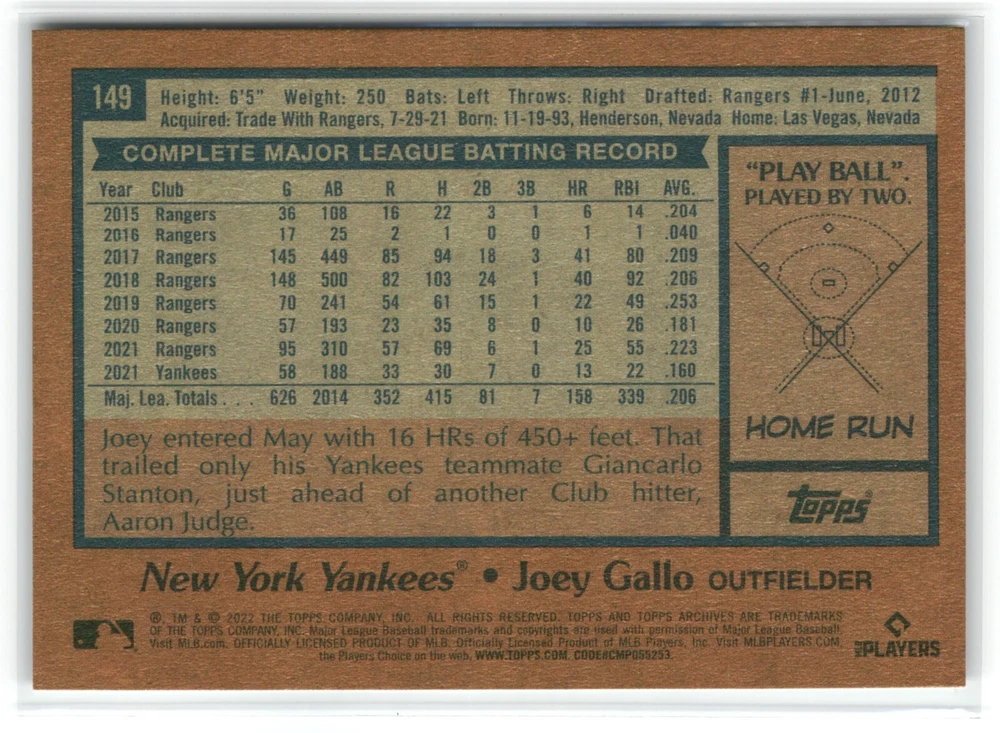 149
Height: 6'5" Weight: 250 Bats: Left Throws: Right Drafted: Rangers #1-June, 2012
Acquired: Trade With Rangers, 7-29-21 Born: 11-19-93, Henderson, Nevada Home: Las Vegas, Nevada
COMPLETE MAJOR LEAGUE BATTING RECORD
Year Club G AB R H 2B 3B HR RBI AVG.
2015 Rangers 36 108 16 22 3 1 6 14 .204
2016 Rangers 17 25 2 1 0 0 1 1 .040
2017 Rangers 145 449 85 94 18 3 41 80 .209
2018 Rangers 148 500 82 103 24 1 40 92 .206
2019 Rangers 70 241 54 61 15 1 22 49 .253
2020 Rangers 57 193 23 35 8 0 10 26 .181
2021 Rangers 95 310 57 69 6 1 25 55 .223
2021 Yankees 58 188 33 30 7 0 13 22 .160
Maj. Lea. Totals . . . 626 2014 352 415 81 7 158 339 .206
Joey entered May with 16 HRs of 450+ feet. That
trailed only his Yankees teammate Giancarlo
Stanton, just ahead of another Club hitter,
Aaron Judge.
"PLAY BALL".
PLAYED BY TWO.
HOME RUN
topps®
New York Yankees® • Joey Gallo OUTFIELDER
®, TM & © 2022 THE TOPPS COMPANY, INC. ALL RIGHTS RESERVED. TOPPS AND TOPPS ARCHIVES ARE TRADEMARKS
OF THE TOPPS COMPANY, INC. Major League Baseball trademarks and copyrights are used with permission of Major League Baseball.
Visit MLB.com. OFFICIALLY LICENSED PRODUCT OF MLB. Officially Licensed Product of MLB Players, Inc. Visit MLBPLAYERS.COM,
the Players Choice on the web. WWW.TOPPS.COM. CODE#CMP055253.
MLB PLAYERS